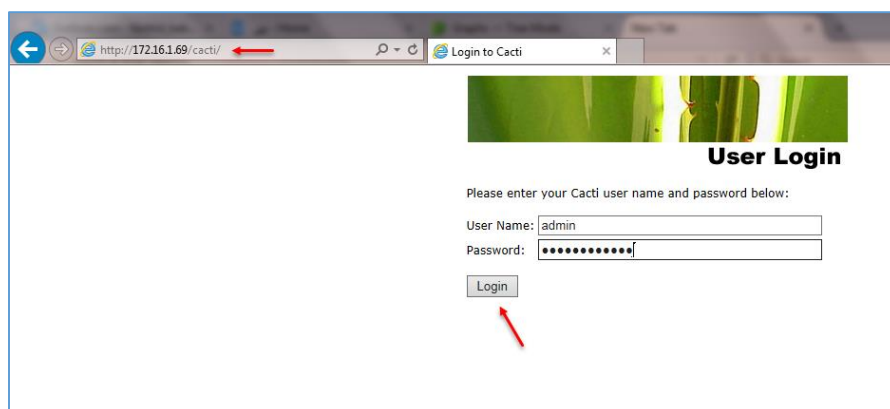 http://172.16.1.69/cacti/
Login to Cacti
User Login
Please enter your Cacti user name and password below:
User Name: admin
Password:
Login